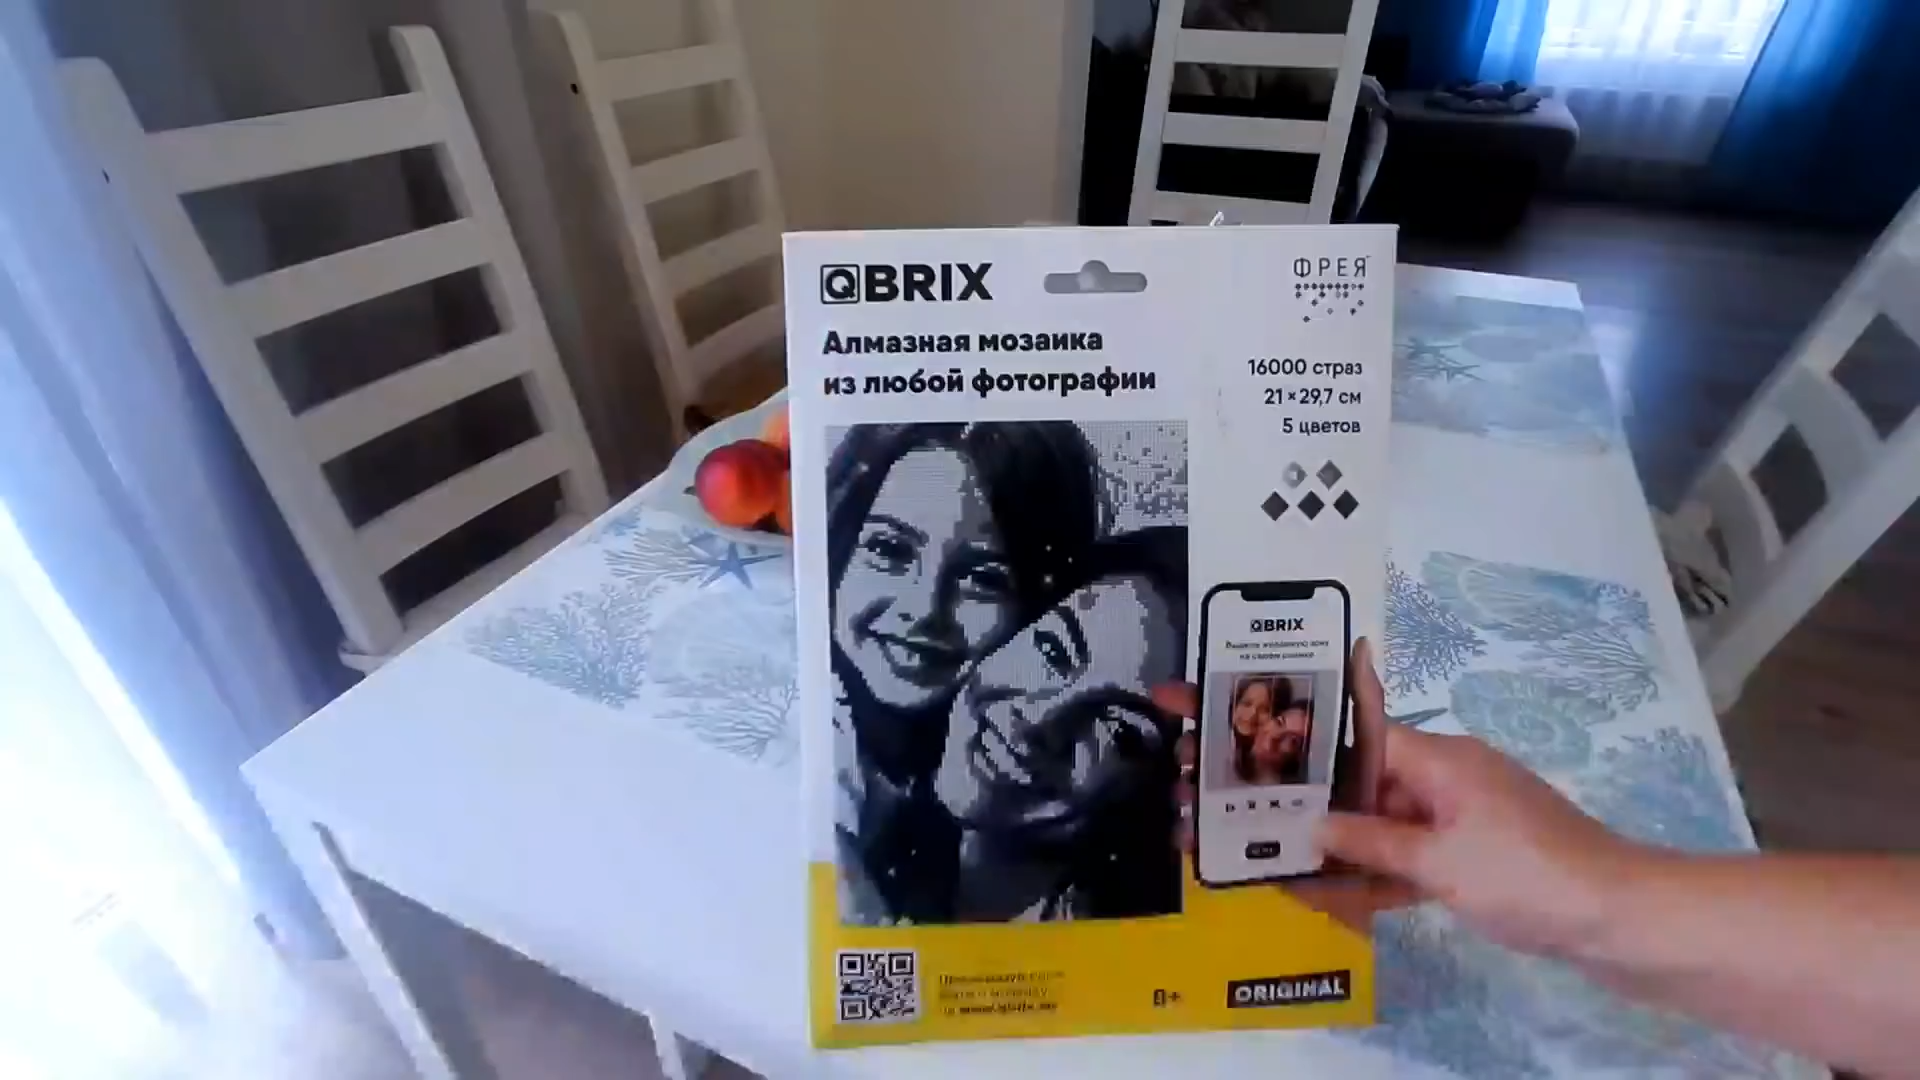 QBRIX
ФРЕЯ
Алмазная мозаика
из любой фотографии
16000 страз
21 × 29,7 см
5 цветов
QBRIX
ORIGINAL